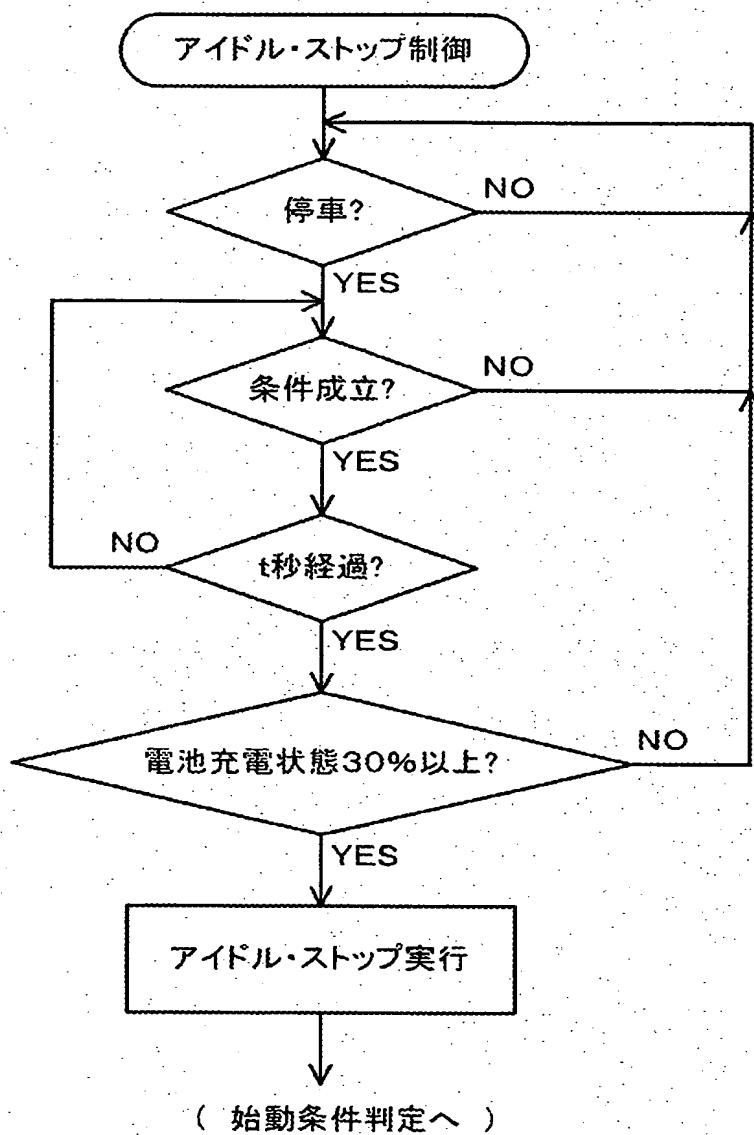 アイドル・ストップ制御
停車?
NO
YES
条件成立?
NO
YES
NO
t秒経過?
YES
電池充電状態30%以上?
NO
YES
アイドル・ストップ実行
( 始動条件判定へ )